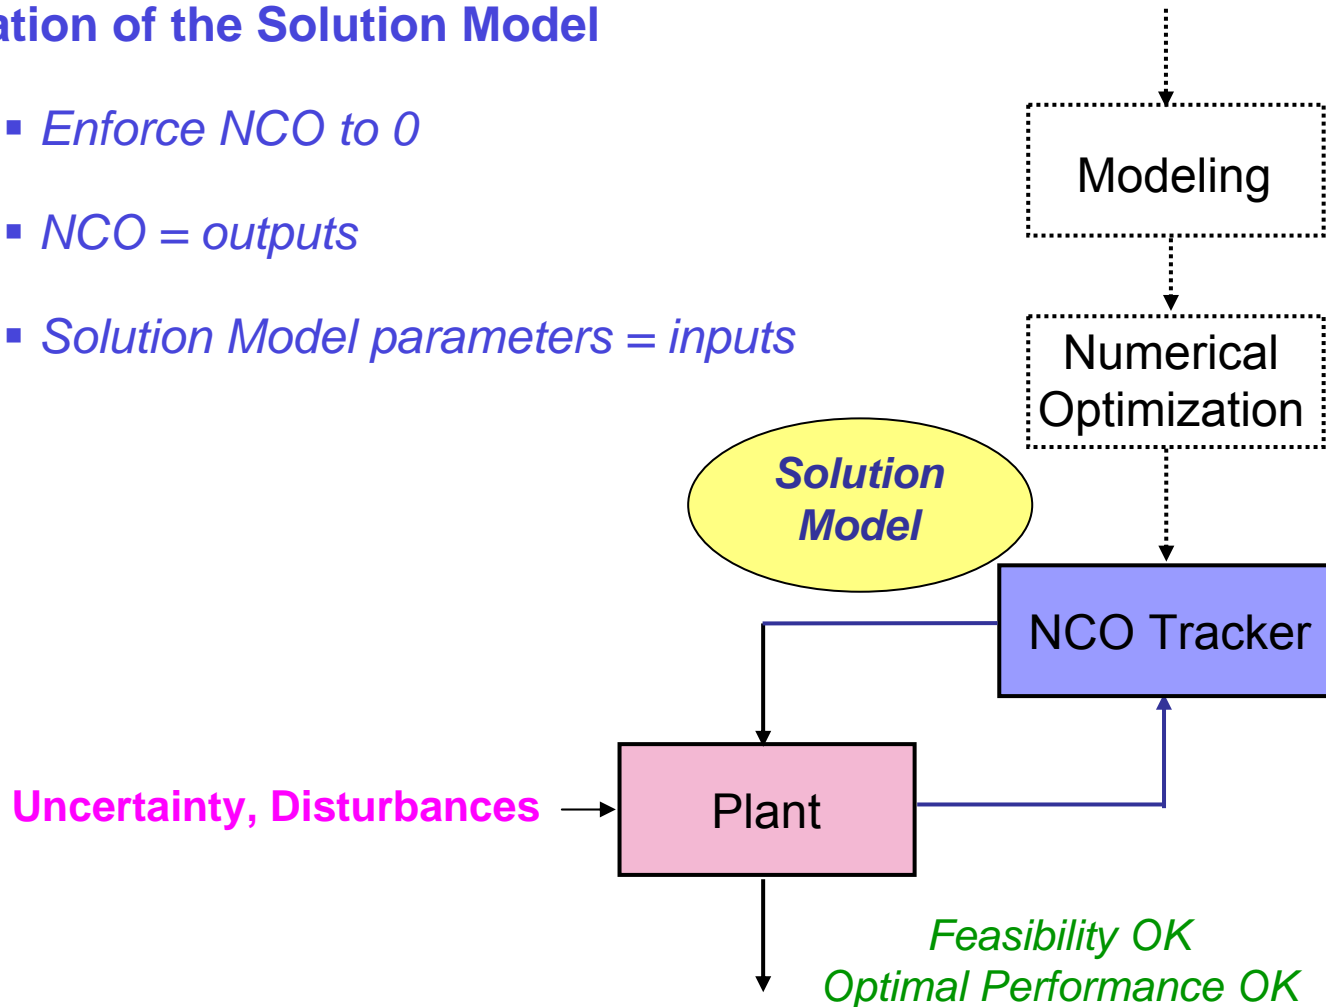 ation of the Solution Model
▪ Enforce NCO to 0
▪ NCO = outputs
▪ Solution Model parameters = inputs
Modeling
Numerical
Optimization
Solution
Model
NCO Tracker
Uncertainty, Disturbances
Plant
Feasibility OK
Optimal Performance OK